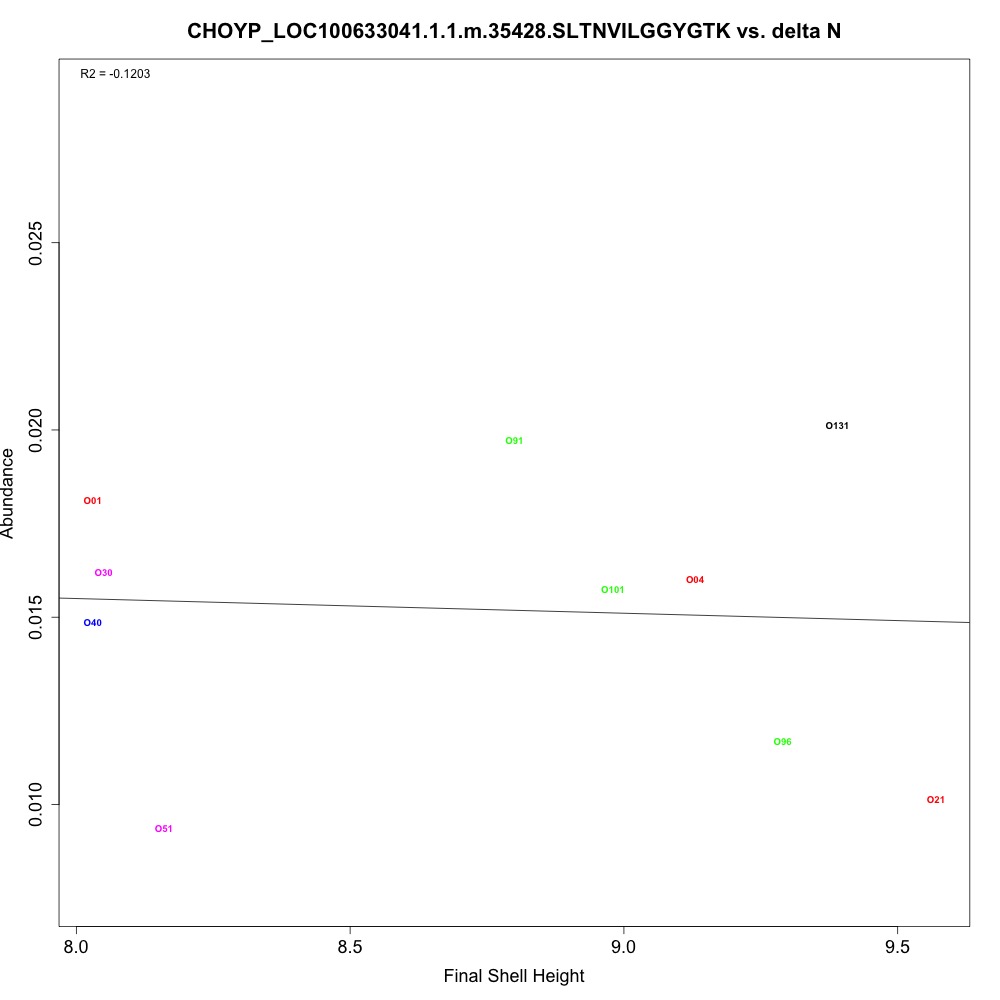 CHOYP_LOC100633041.1.1.m.35428.SLTNVILGGYGTK vs. delta N
R2 = -0.1203
0.025
0.020
0.015
0.010
Abundance
O91
O131
O01
O30
O04
O101
O40
O96
O21
O51
8.0
8.5
9.0
9.5
Final Shell Height